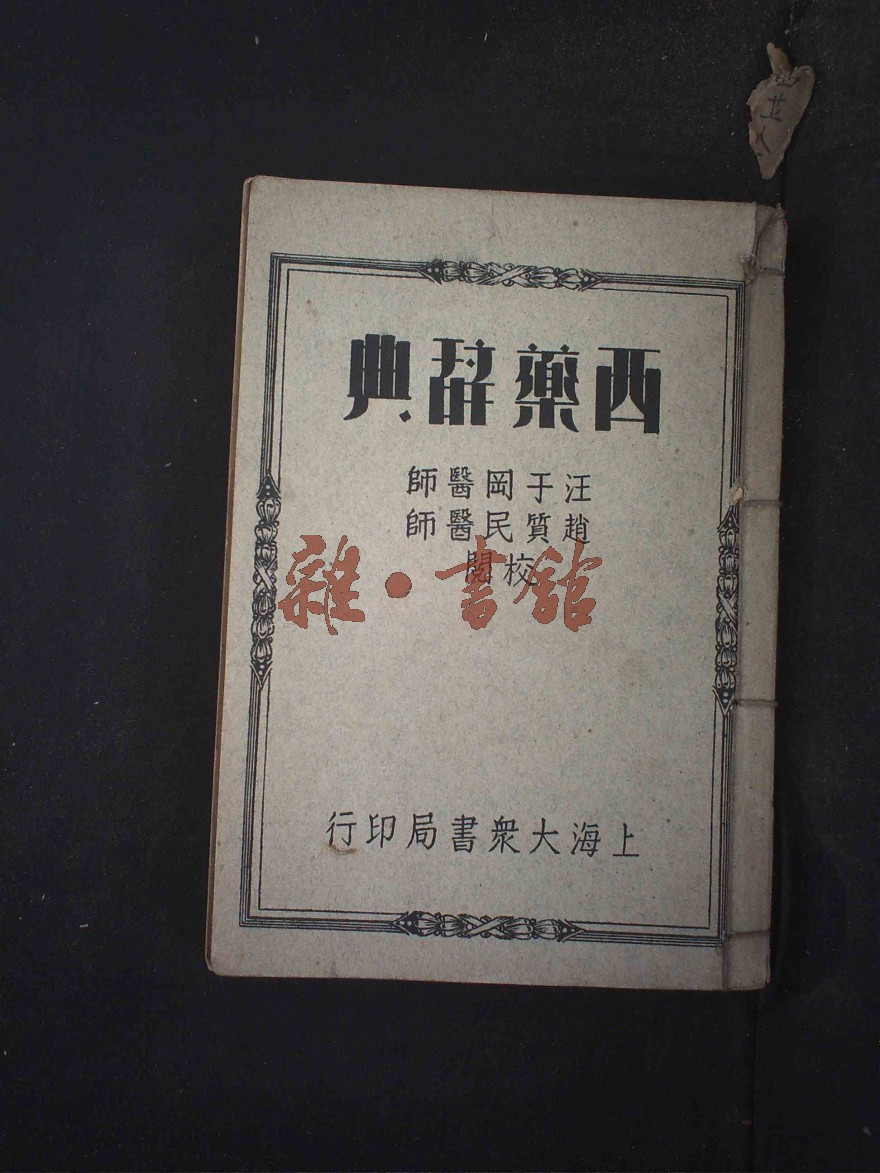 西藥辭典
汪于岡醫師
趙質民醫師
校閱
雜·書館
上海大衆書局印行